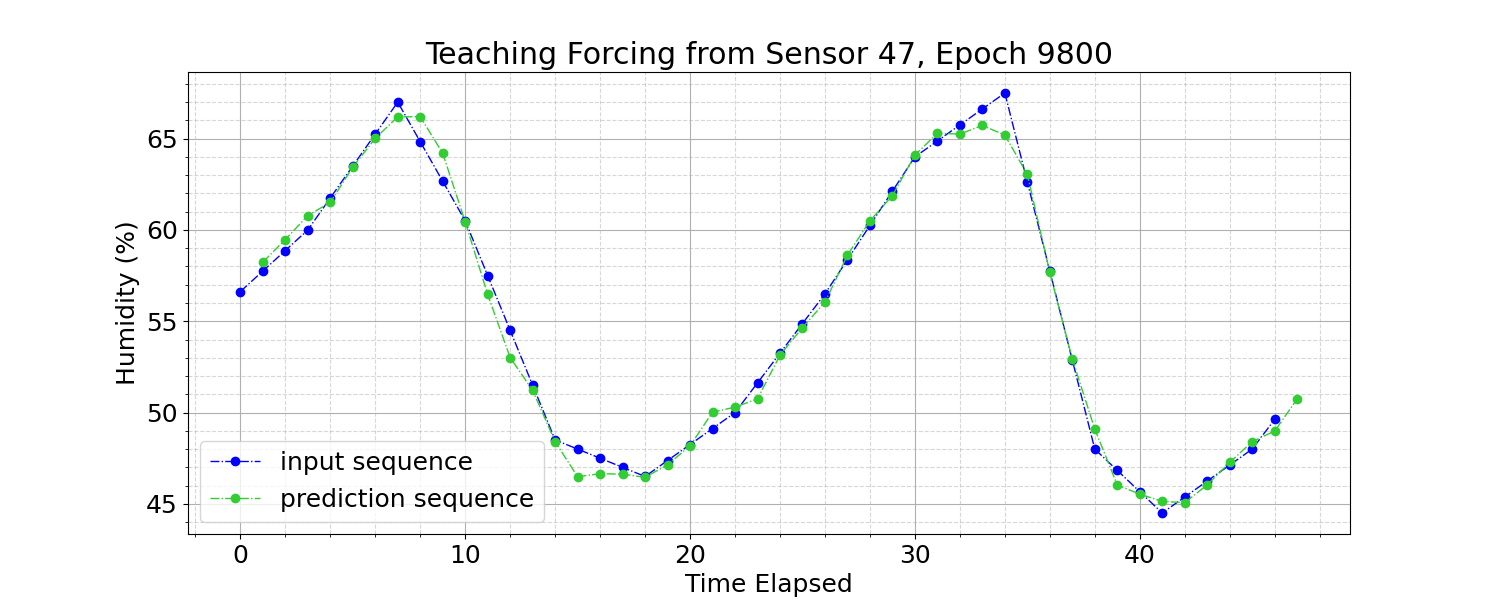 Teaching Forcing from Sensor 47, Epoch 9800
Humidity (%)
65
60
55
50
45
input sequence
prediction sequence
0 10 20 30 40
Time Elapsed